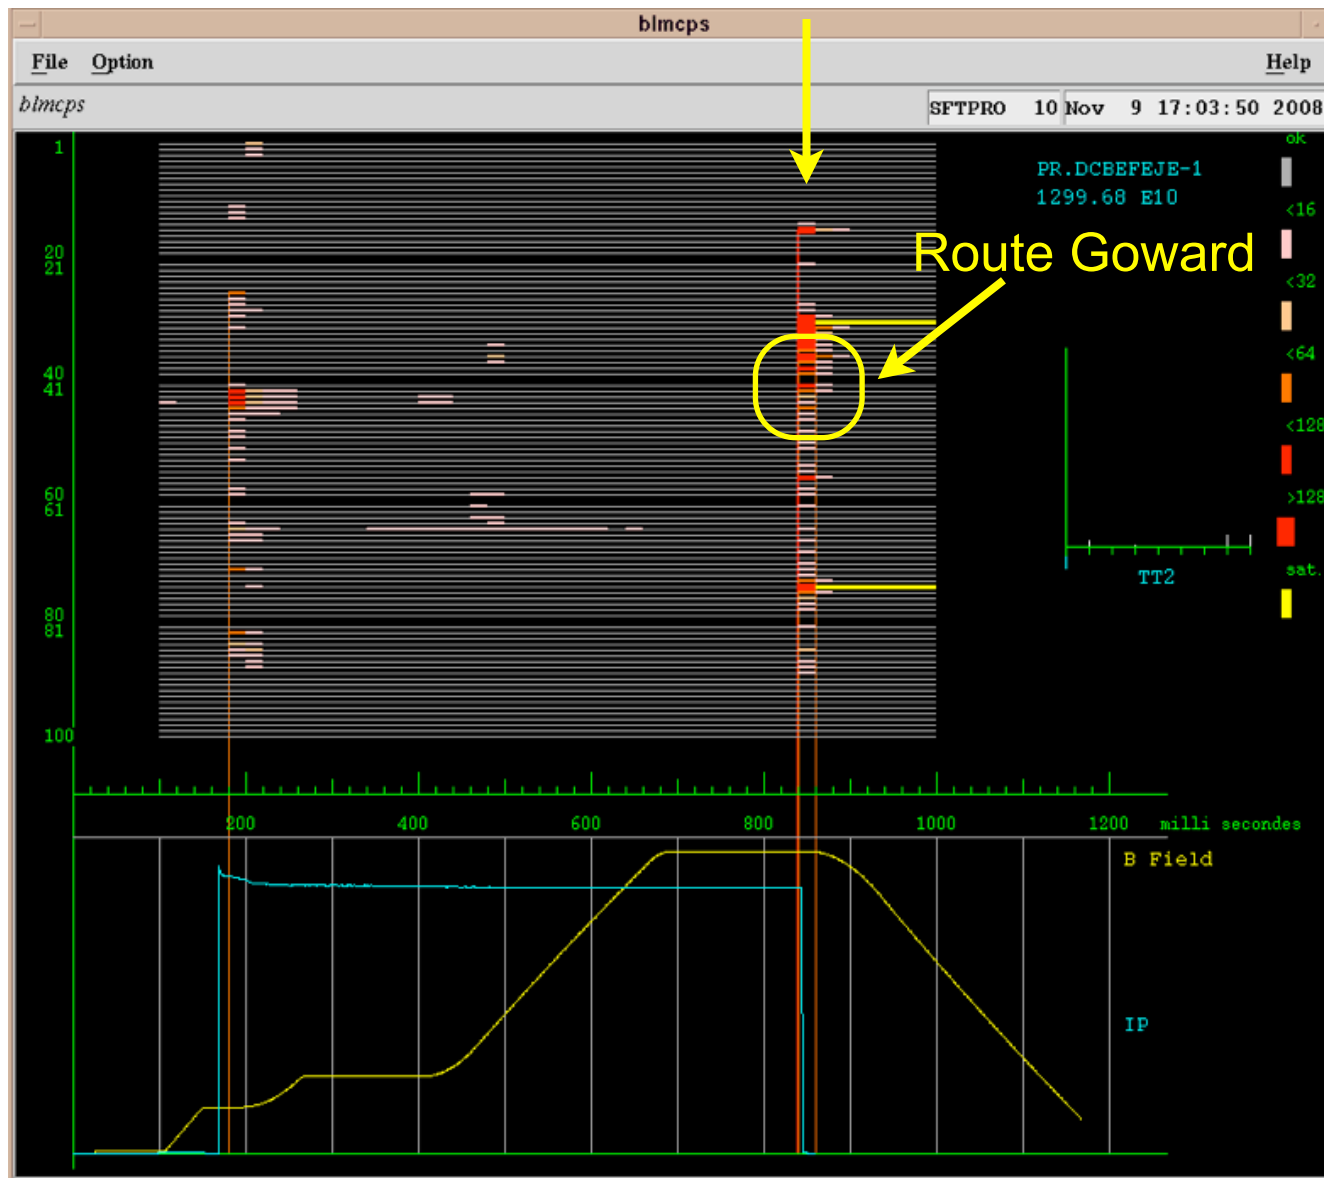 blmcps
File Option Help
blmcps SFTPRO 10 Nov 9 17:03:50 2008
ok
<16
<32
<64
<128
>128
sat.
PR.DCBEFEJE-1
1299.68 E10
Route Goward
1
20
21
40
41
60
61
80
81
100
TT2
200 400 600 800 1000 1200 milli secondes
B Field
IP